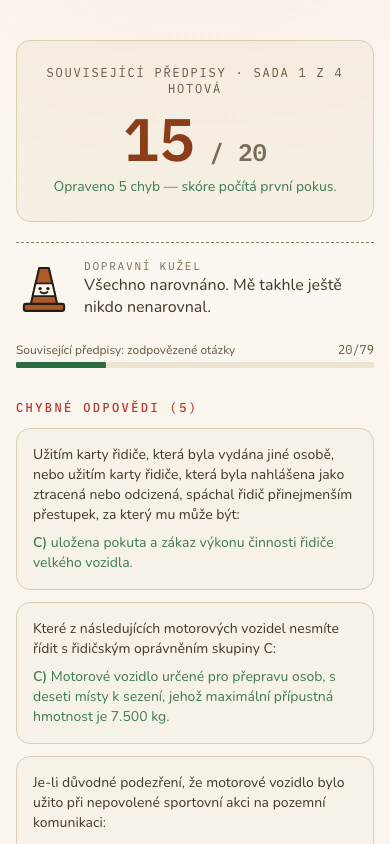 SOUVISEJÍCÍ PŘEDPISY · SADA 1 Z 4
HOTOVÁ
15 / 20
Opraveno 5 chyb — skóre počítá první pokus.
DOPRAVNÍ KUŽEL
Všechno narovnáno. Mě takhle ještě
nikdo nenarovnal.
Související předpisy: zodpovězené otázky 20/79
CHYBNÉ ODPOVĚDI (5)
Užitím karty řidiče, která byla vydána jiné osobě,
nebo užitím karty řidiče, která byla nahlášena jako
ztracená nebo odcizená, spáchal řidič přinejmenším
přestupek, za který mu může být:
C) uložena pokuta a zákaz výkonu činnosti řidiče
velkého vozidla.
Které z následujících motorových vozidel nesmíte
řídit s řidičským oprávněním skupiny C:
C) Motorové vozidlo určené pro přepravu osob, s
deseti místy k sezení, jehož maximální přípustná
hmotnost je 7.500 kg.
Je-li důvodné podezření, že motorové vozidlo bylo
užito při nepovolené sportovní akci na pozemní
komunikaci: